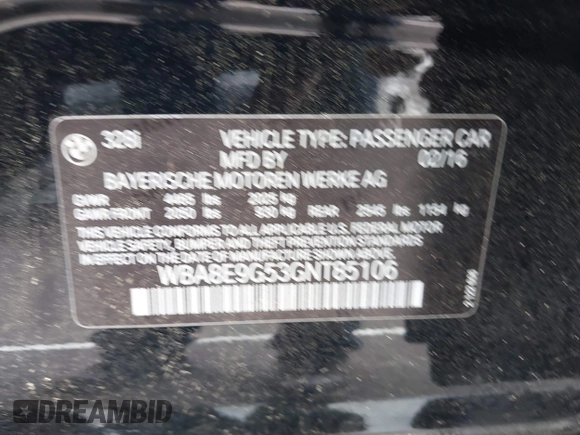 328i VEHICLE TYPE: PASSENGER CAR
MFD BY 02/16
BAYERISCHE MOTOREN WERKE AG
GVWR 4465 lbs 2025 kg
GAWR FRONT 2050 lbs 930 kg REAR 2545 lbs 1154 kg
THIS VEHICLE CONFORMS TO ALL APPLICABLE U.S. FEDERAL MOTOR
VEHICLE SAFETY, BUMPER AND THEFT PREVENTION STANDARDS IN
EFFECT ON THE DATE OF MANUFACTURE SHOWN ABOVE.
WBA8E9G53GNT85106
DREAMBID